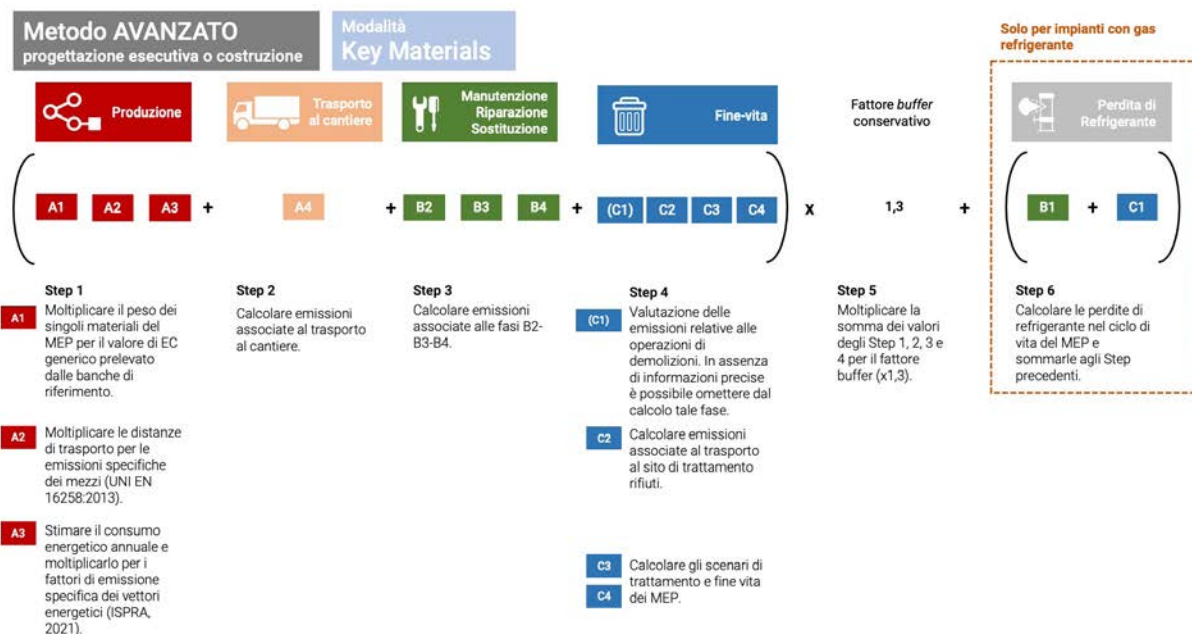 Metodo AVANZATO
progettazione esecutiva o costruzione
Modalità
Key Materials
Solo per impianti con gas
refrigerante
Produzione
Trasporto
al cantiere
Manutenzione
Riparazione
Sostituzione
Fine-vita
Fattore buffer
conservativo
Perdita di
Refrigerante
( A1 A2 A3 + A4 + B2 B3 B4 + (C1) C2 C3 C4 ) x 1,3 + ( B1 + C1 )
Step 1
A1 Moltiplicare il peso dei
singoli materiali del
MEP per il valore di EC
generico prelevato
dalle banche di
riferimento.
A2 Moltiplicare le distanze
di trasporto per le
emissioni specifiche
dei mezzi (UNI EN
16258:2013).
A3 Stimare il consumo
energetico annuale e
moltiplicarlo per i
fattori di emissione
specifica dei vettori
energetici (ISPRA,
2021).
Step 2
Calcolare emissioni
associate al trasporto
al cantiere.
Step 3
Calcolare emissioni
associate alle fasi B2-
B3-B4.
Step 4
(C1) Valutazione delle
emissioni relative alle
operazioni di
demolizioni. In assenza
di informazioni precise
è possibile omettere dal
calcolo tale fase.
C2 Calcolare emissioni
associate al trasporto
al sito di trattamento
rifiuti.
C3 Calcolare gli scenari di
trattamento e fine vita
C4 dei MEP.
Step 5
Moltiplicare la
somma dei valori
degli Step 1, 2, 3 e
4 per il fattore
buffer (x1,3).
Step 6
Calcolare le perdite di
refrigerante nel ciclo di
vita del MEP e
sommarle agli Step
precedenti.